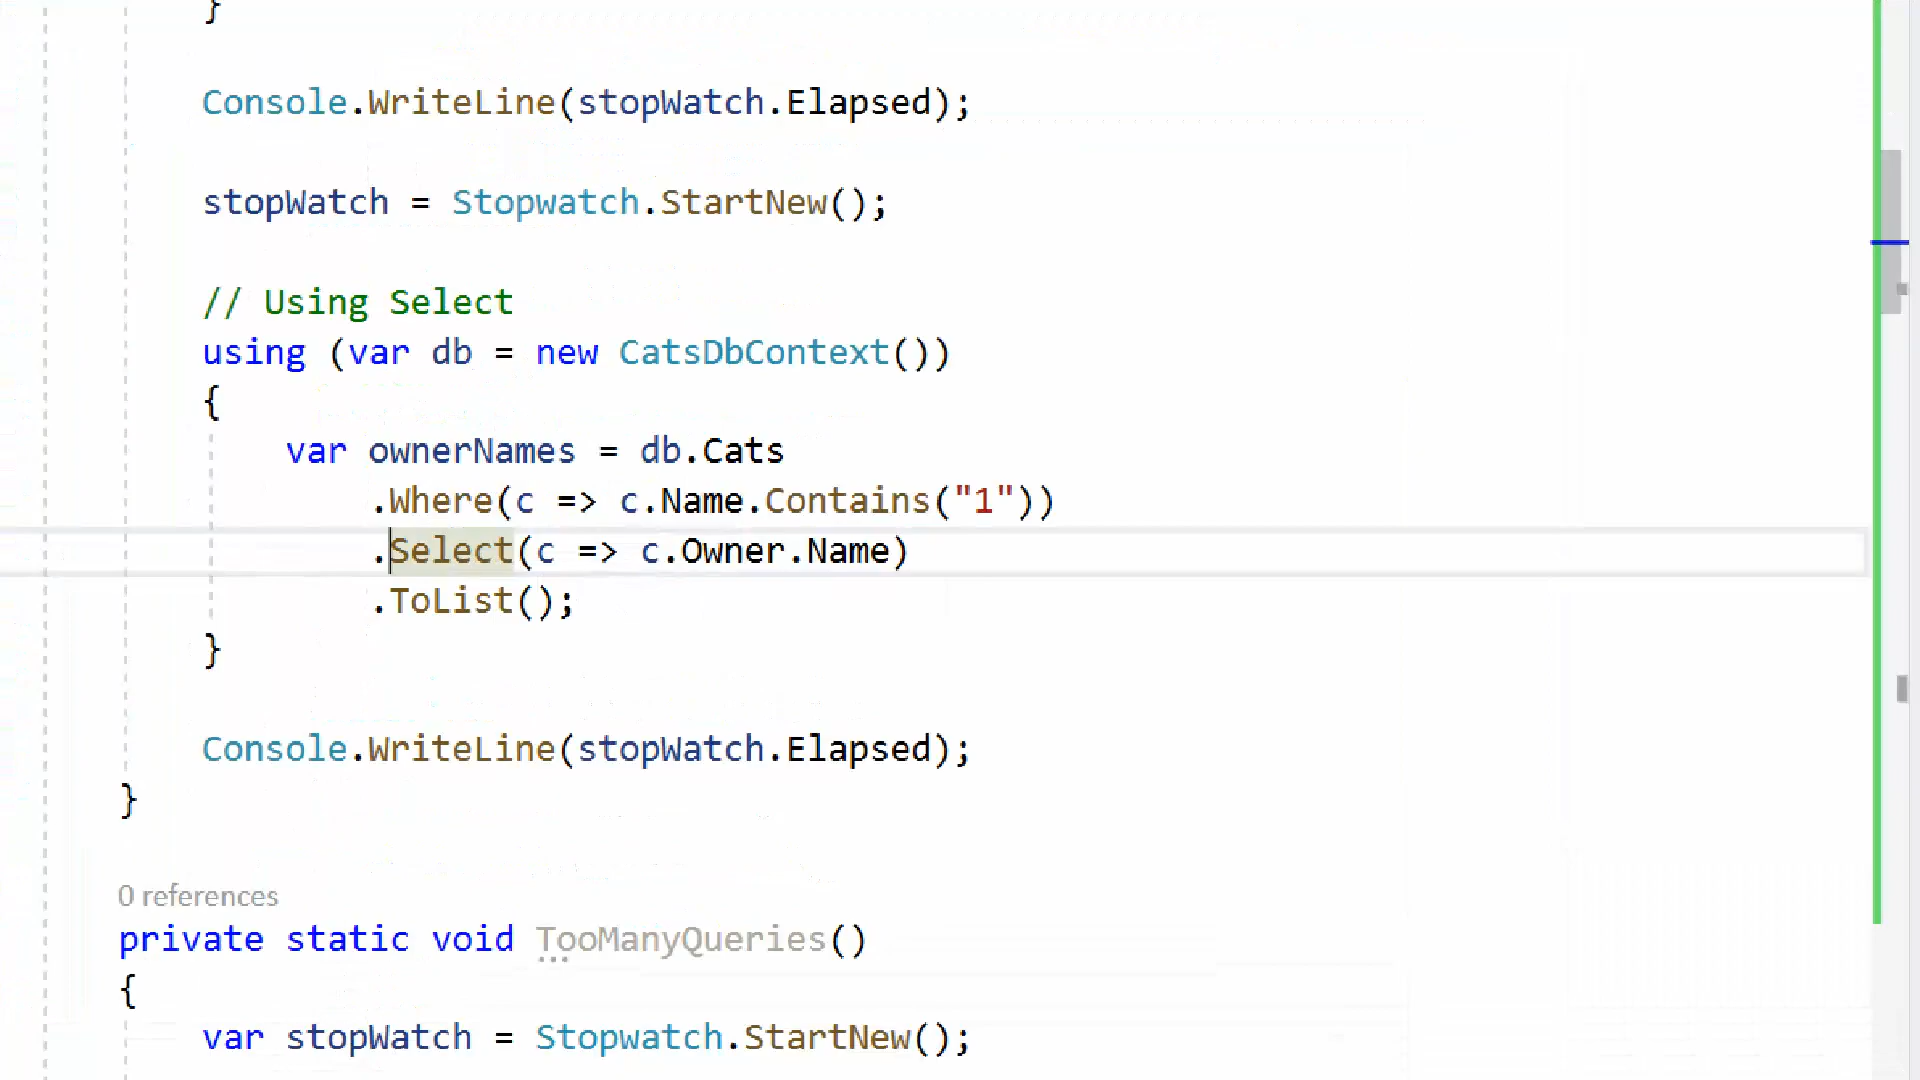 }
Console.WriteLine(stopWatch.Elapsed);
stopWatch = Stopwatch.StartNew();
// Using Select
using (var db = new CatsDbContext())
{
var ownerNames = db.Cats
.Where(c => c.Name.Contains("1"))
.Select(c => c.Owner.Name)
.ToList();
}
Console.WriteLine(stopWatch.Elapsed);
}
0 references
private static void TooManyQueries()
{
var stopWatch = Stopwatch.StartNew();